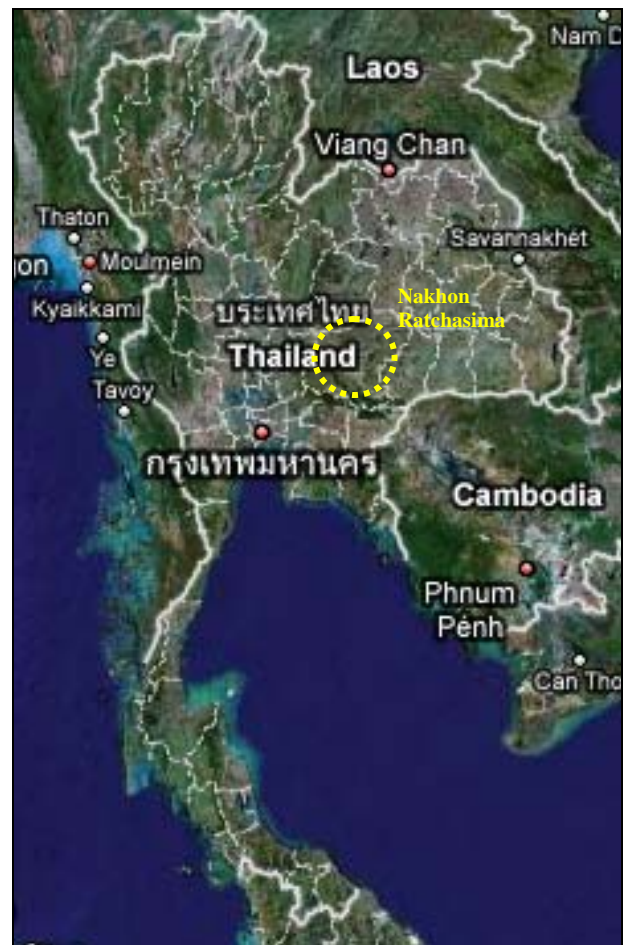 Nam D
Laos
Viang Chan
Thaton
Savannakhét
gon
Moulmein
Kyaikkami
Nakhon
Ratchasima
ประเทศไทย
Ye
Thailand
Tavoy
กรุงเทพมหานคร
Cambodia
Phnum
Pénh
Can Tho